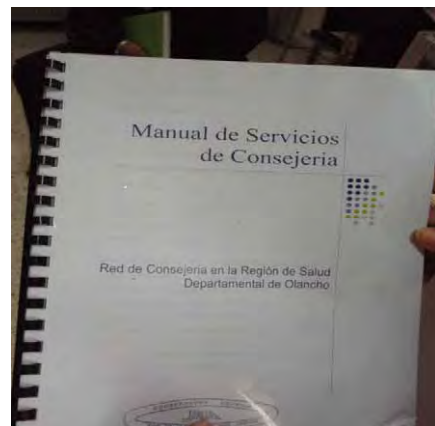 Manual de Servicios
de Consejeria
Red de Consejeria en la Región de Salud
Departamental de Olancho